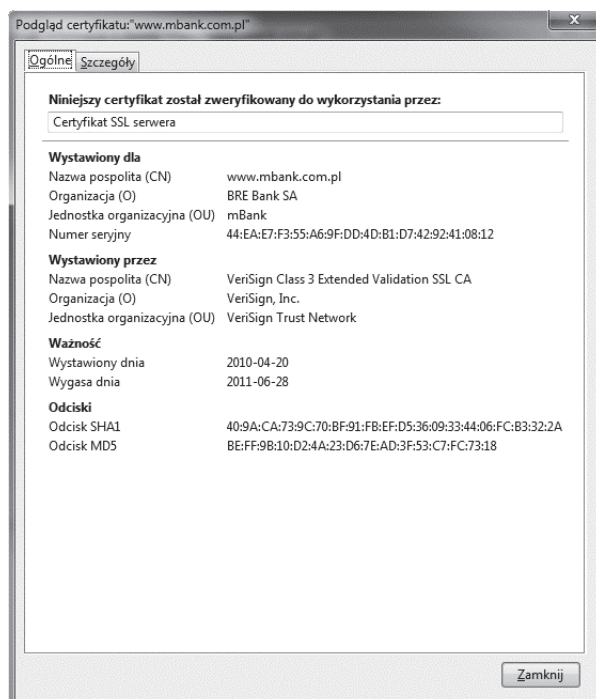 Podgląd certyfikatu:"www.mbank.com.pl"
x
Ogólne Szczegóły
Niniejszy certyfikat został zweryfikowany do wykorzystania przez:
Certyfikat SSL serwera
Wystawiony dla
Nazwa pospolita (CN) www.mbank.com.pl
Organizacja (O) BRE Bank SA
Jednostka organizacyjna (OU) mBank
Numer seryjny 44:EA:E7:F3:55:A6:9F:DD:4D:B1:D7:42:92:41:08:12
Wystawiony przez
Nazwa pospolita (CN) VeriSign Class 3 Extended Validation SSL CA
Organizacja (O) VeriSign, Inc.
Jednostka organizacyjna (OU) VeriSign Trust Network
Ważność
Wystawiony dnia 2010-04-20
Wygasa dnia 2011-06-28
Odciski
Odcisk SHA1 40:9A:CA:73:9C:70:BF:91:FB:EF:D5:36:09:33:44:06:FC:B3:32:2A
Odcisk MD5 BE:FF:9B:10:D2:4A:23:D6:7E:AD:3F:53:C7:FC:73:18
Zamknij